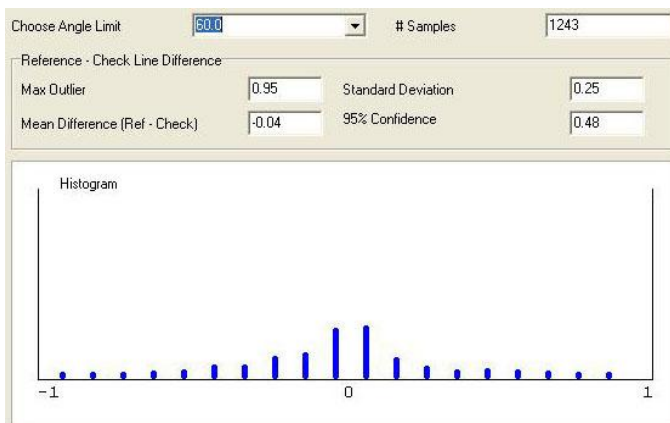 Choose Angle Limit 60.0 # Samples 1243
Reference - Check Line Difference
Max Outlier 0.95 Standard Deviation 0.25
Mean Difference (Ref - Check) -0.04 95% Confidence 0.48
Histogram
-1 0 1